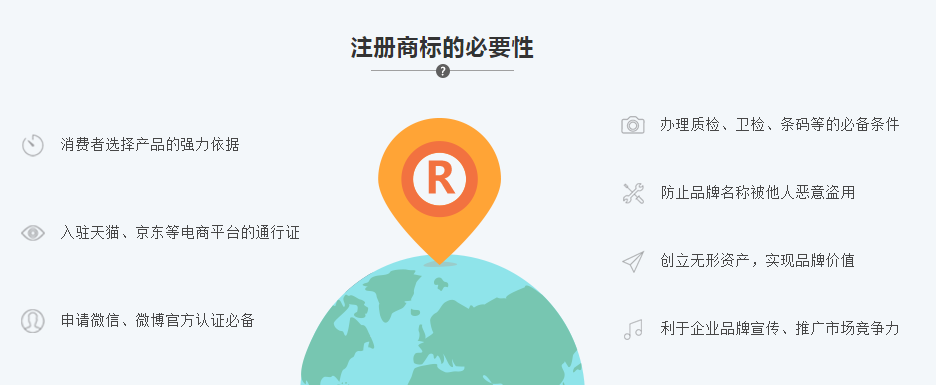 注册商标的必要性
?
消费者选择产品的强力依据
入驻天猫、京东等电商平台的通行证
申请微信、微博官方认证必备
R
办理质检、卫检、条码等的必备条件
防止品牌名称被他人恶意盗用
创立无形资产，实现品牌价值
利于企业品牌宣传、推广市场竞争力